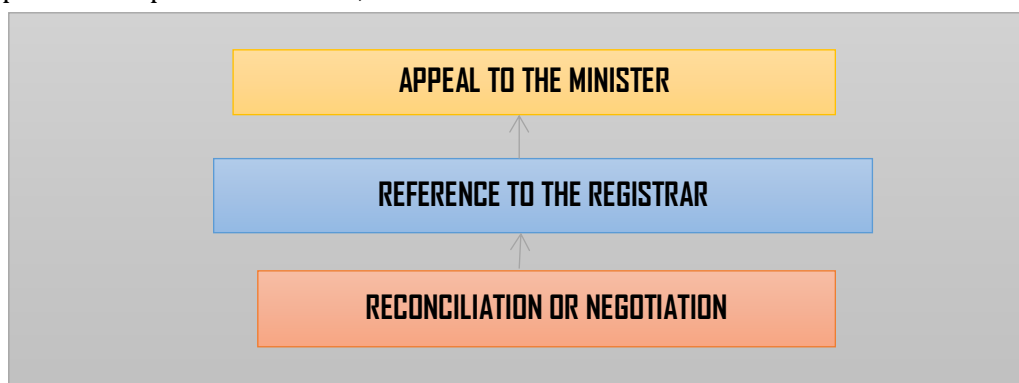 APPEAL TO THE MINISTER
REFERENCE TO THE REGISTRAR
RECONCILIATION OR NEGOTIATION